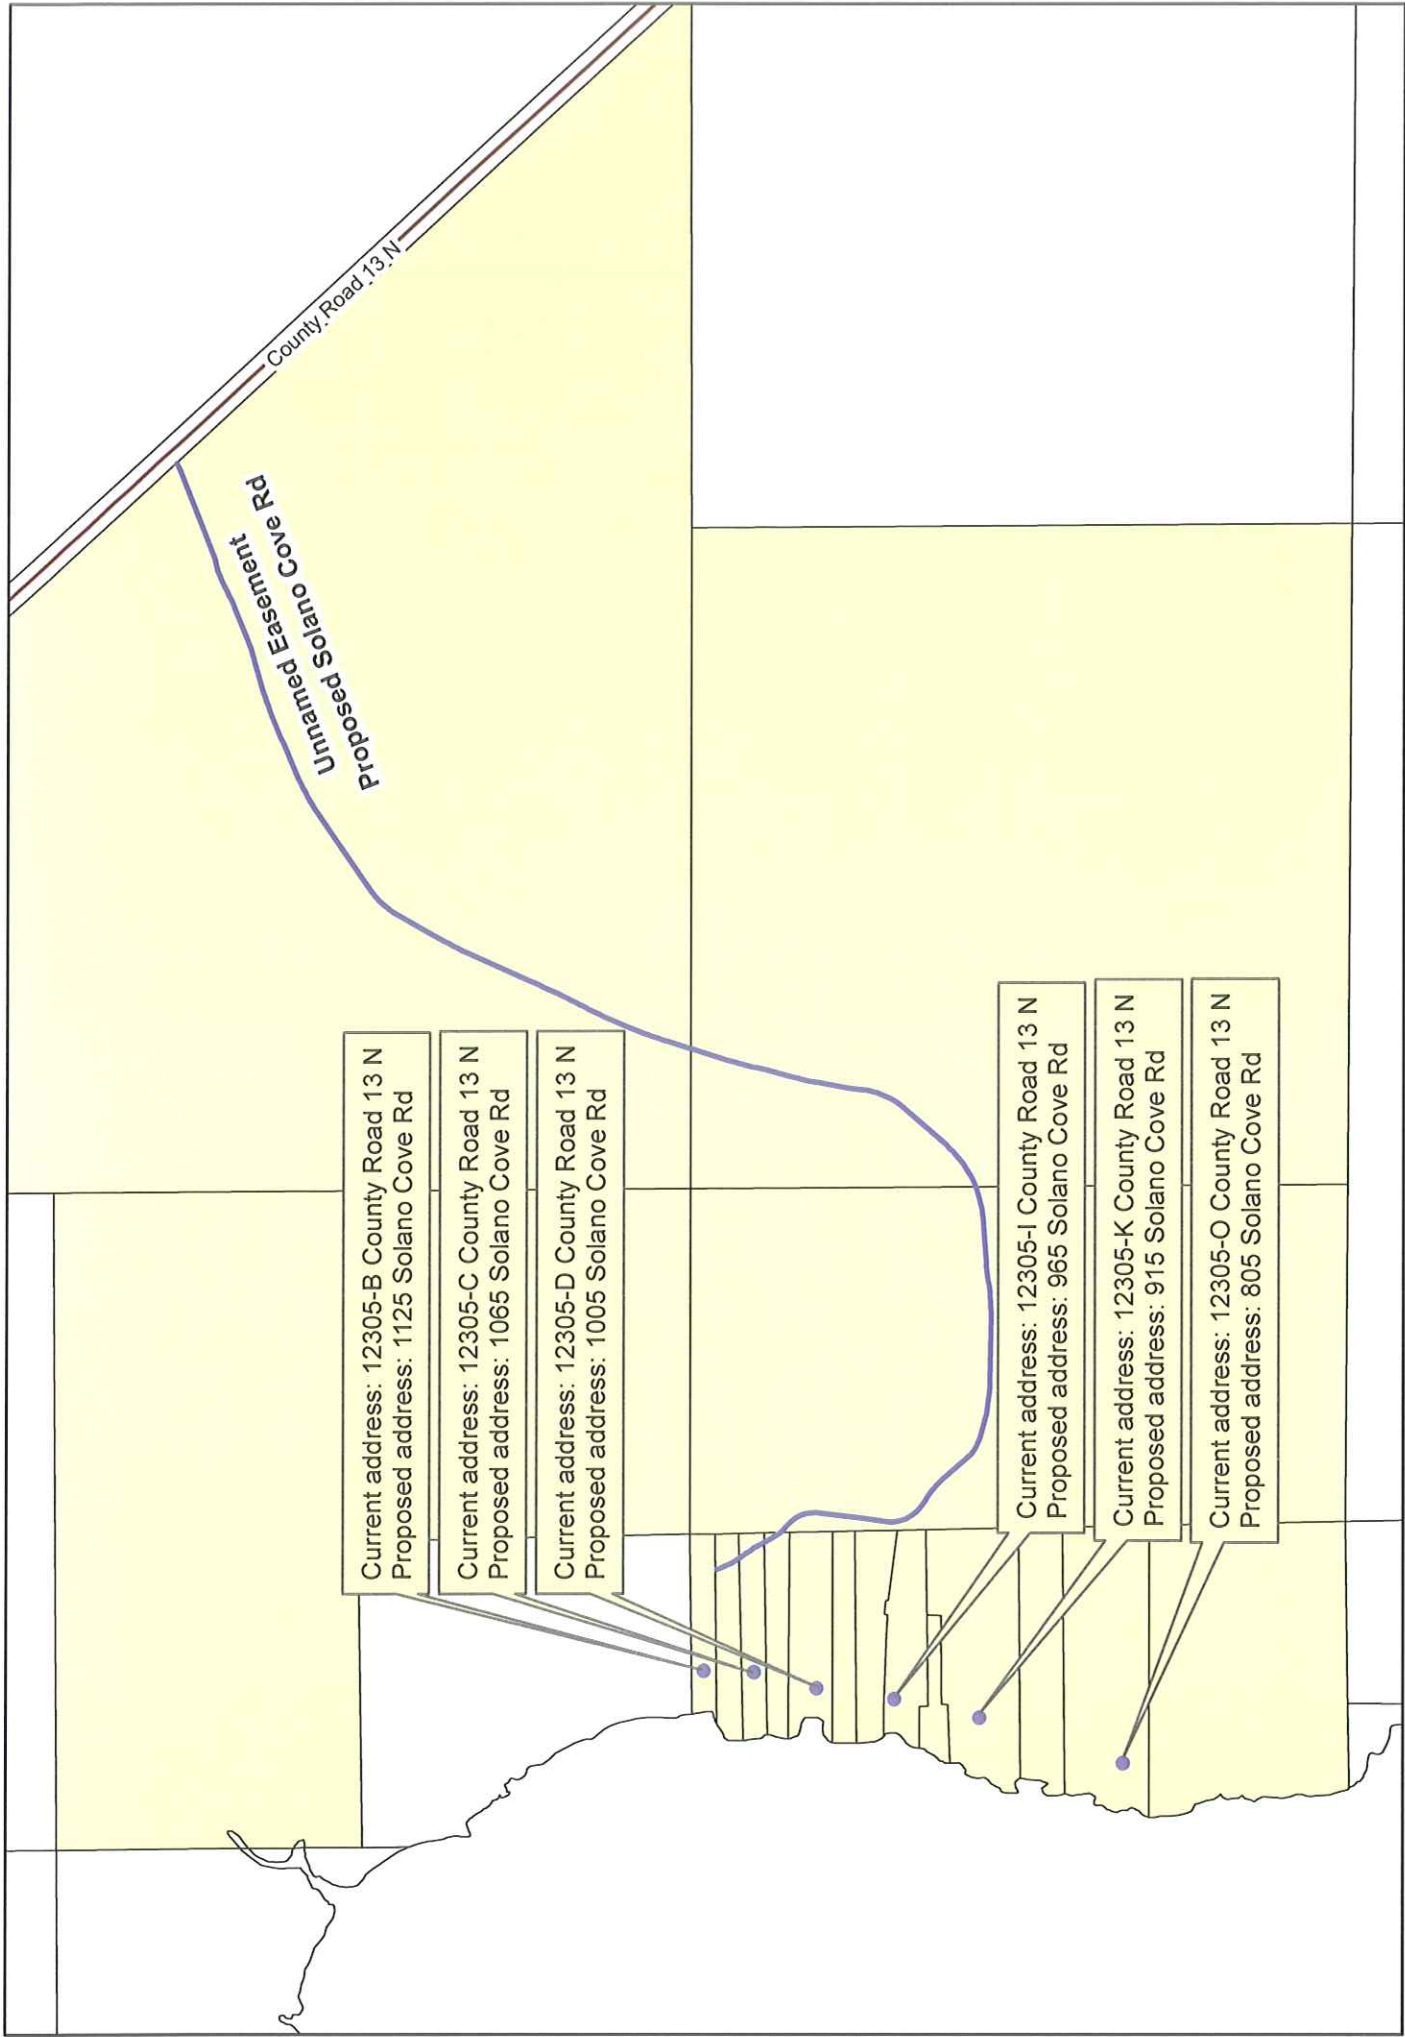 County Road 13 N
Unnamed Easement
Proposed Solano Cove Rd
Current address: 12305-B County Road 13 N
Proposed address: 1125 Solano Cove Rd
Current address: 12305-C County Road 13 N
Proposed address: 1065 Solano Cove Rd
Current address: 12305-D County Road 13 N
Proposed address: 1005 Solano Cove Rd
Current address: 12305-I County Road 13 N
Proposed address: 965 Solano Cove Rd
Current address: 12305-K County Road 13 N
Proposed address: 915 Solano Cove Rd
Current address: 12305-O County Road 13 N
Proposed address: 805 Solano Cove Rd